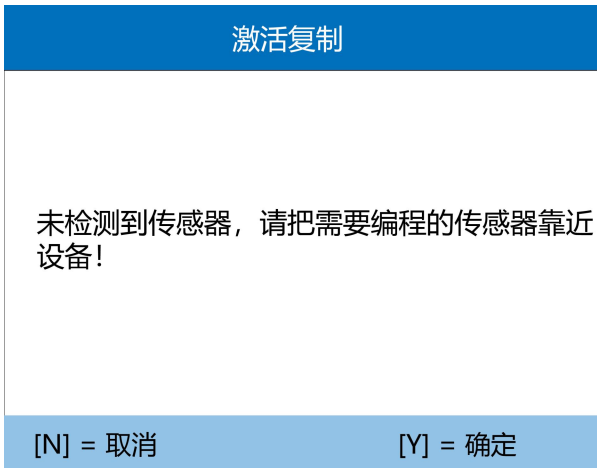 激活复制
未检测到传感器，请把需要编程的传感器靠近
设备！
[N] = 取消
[Y] = 确定